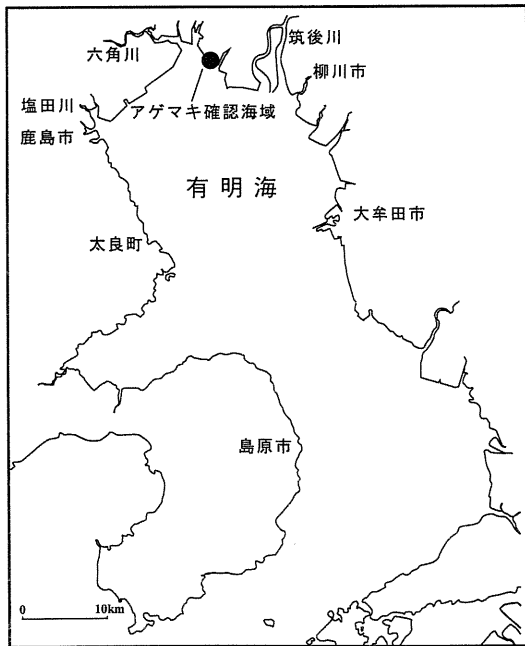 六角川
筑後川
柳川市
アゲマキ確認海域
塩田川
鹿島市
有明海
大牟田市
太良町
島原市
0 10km